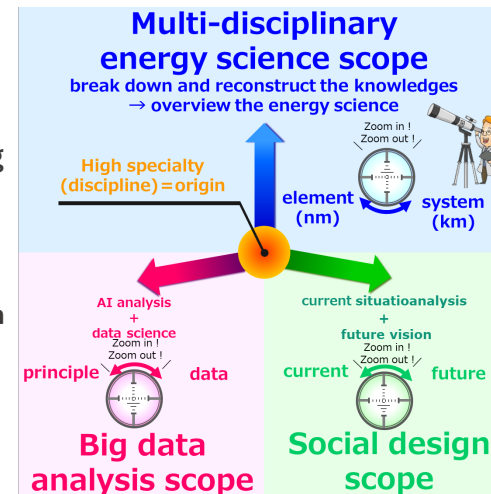 Multi-disciplinary
energy science scope
break down and reconstruct the knowledges
→ overview the energy science
Zoom in !
Zoom out !
High specialty
(discipline)=origin
element
(nm)
system
(km)
AI analysis
+
data science
Zoom in !
Zoom out !
principle
data
Big data
analysis scope
current situatioanalysis
+
future vision
Zoom in !
Zoom out !
current
future
Social design
scope